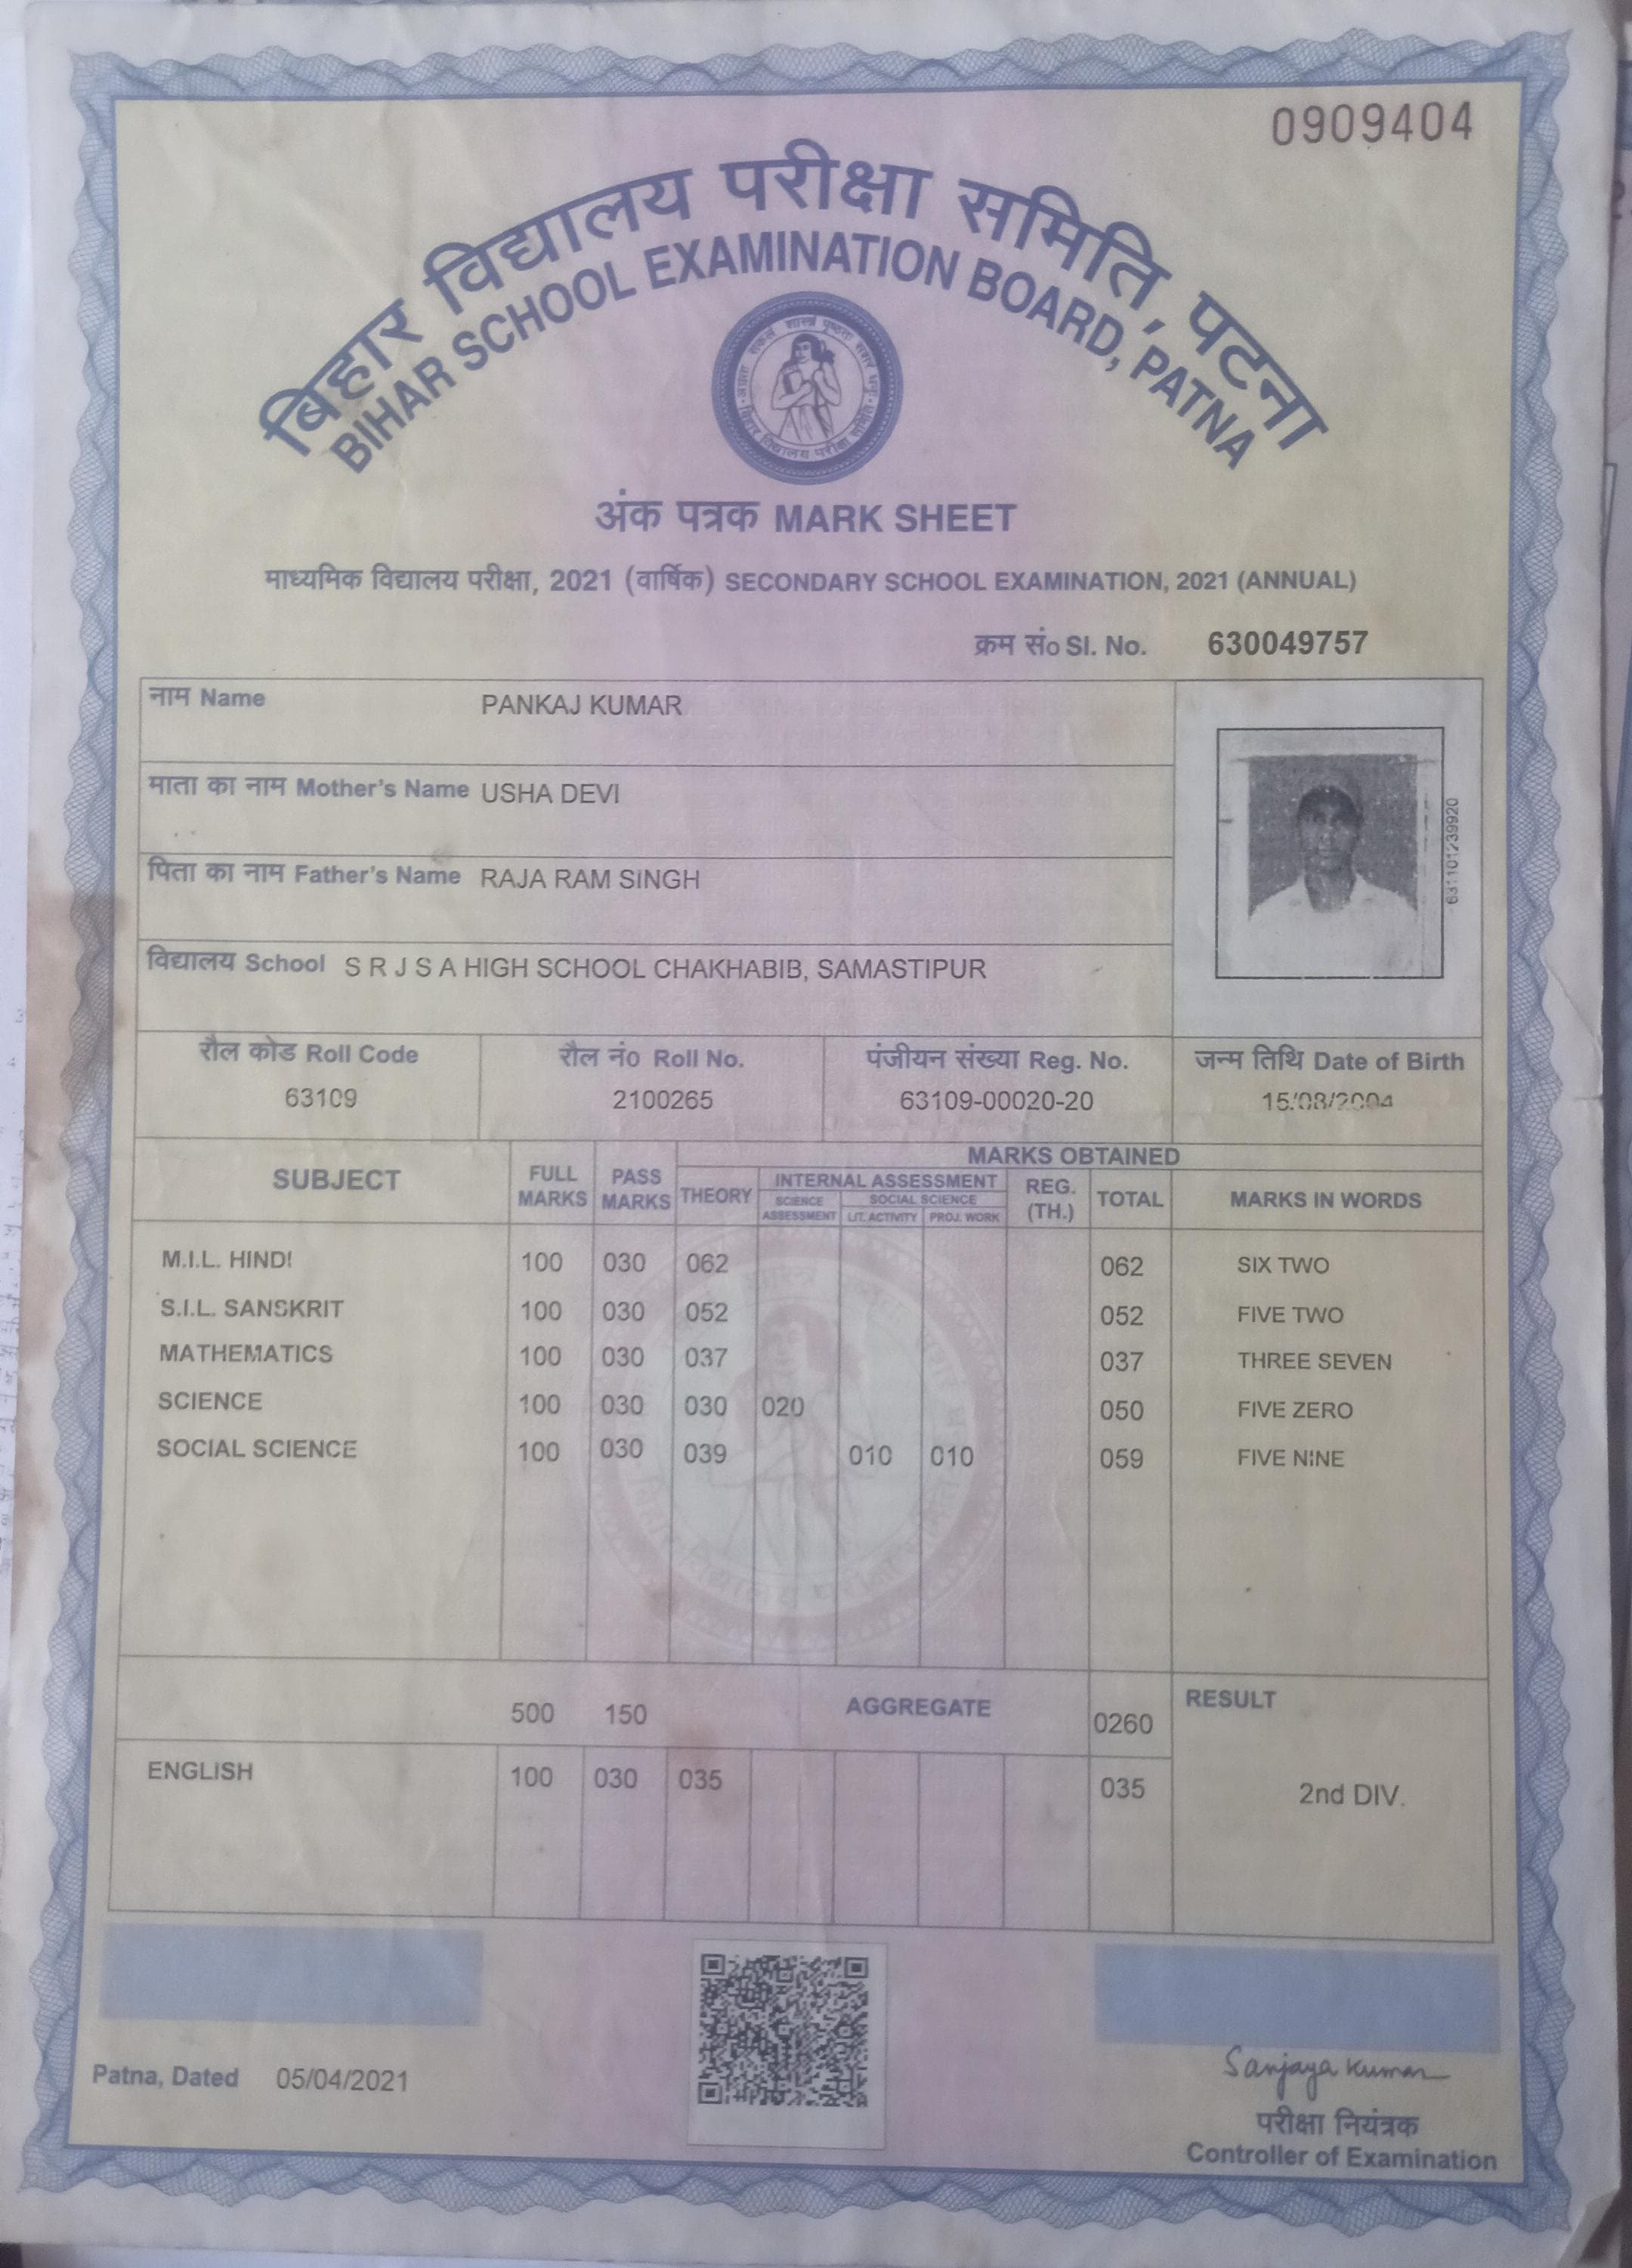 0909404
बिहार विद्यालय परीक्षा समिति, पटना
BIHAR SCHOOL EXAMINATION BOARD, PATNA
अंक पत्रक MARK SHEET
माध्यमिक विद्यालय परीक्षा, 2021 (वार्षिक) SECONDARY SCHOOL EXAMINATION, 2021 (ANNUAL)
क्रम सं० Sl. No. 630049757
नाम Name PANKAJ KUMAR
माता का नाम Mother's Name USHA DEVI
पिता का नाम Father's Name RAJA RAM SINGH
विद्यालय School S R J S A HIGH SCHOOL CHAKHABIB, SAMASTIPUR
631101239920
रौल कोड Roll Code रौल नं० Roll No. पंजीयन संख्या Reg. No. जन्म तिथि Date of Birth
63109 2100265 63109-00020-20 15/08/2004
SUBJECT FULL MARKS PASS MARKS MARKS OBTAINED
THEORY INTERNAL ASSESSMENT REG. (TH.) TOTAL MARKS IN WORDS
SCIENCE ASSESSMENT SOCIAL SCIENCE
LIT. ACTIVITY PROJ. WORK
M.I.L. HINDI 100 030 062 062 SIX TWO
S.I.L. SANSKRIT 100 030 052 052 FIVE TWO
MATHEMATICS 100 030 037 037 THREE SEVEN
SCIENCE 100 030 030 020 050 FIVE ZERO
SOCIAL SCIENCE 100 030 039 010 010 059 FIVE NINE
500 150 AGGREGATE 0260 RESULT
ENGLISH 100 030 035 035 2nd DIV.
Patna, Dated 05/04/2021
Sanjaya Kumar
परीक्षा नियंत्रक
Controller of Examination